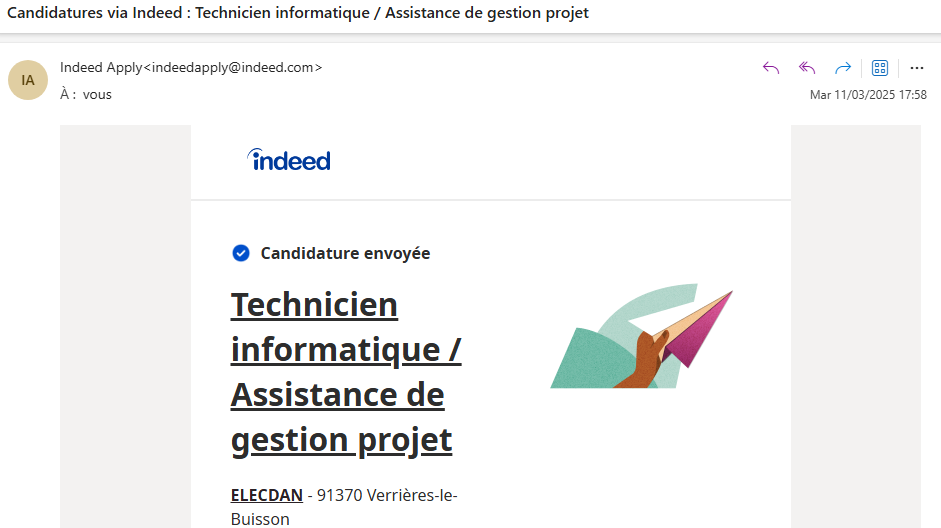 Candidatures via Indeed : Technicien informatique / Assistance de gestion projet
IA
Indeed Apply<indeedapply@indeed.com>
À : vous
Mar 11/03/2025 17:58
indeed
Candidature envoyée
Technicien
informatique /
Assistance de
gestion projet
ELECDAN - 91370 Verrières-le-
Buisson